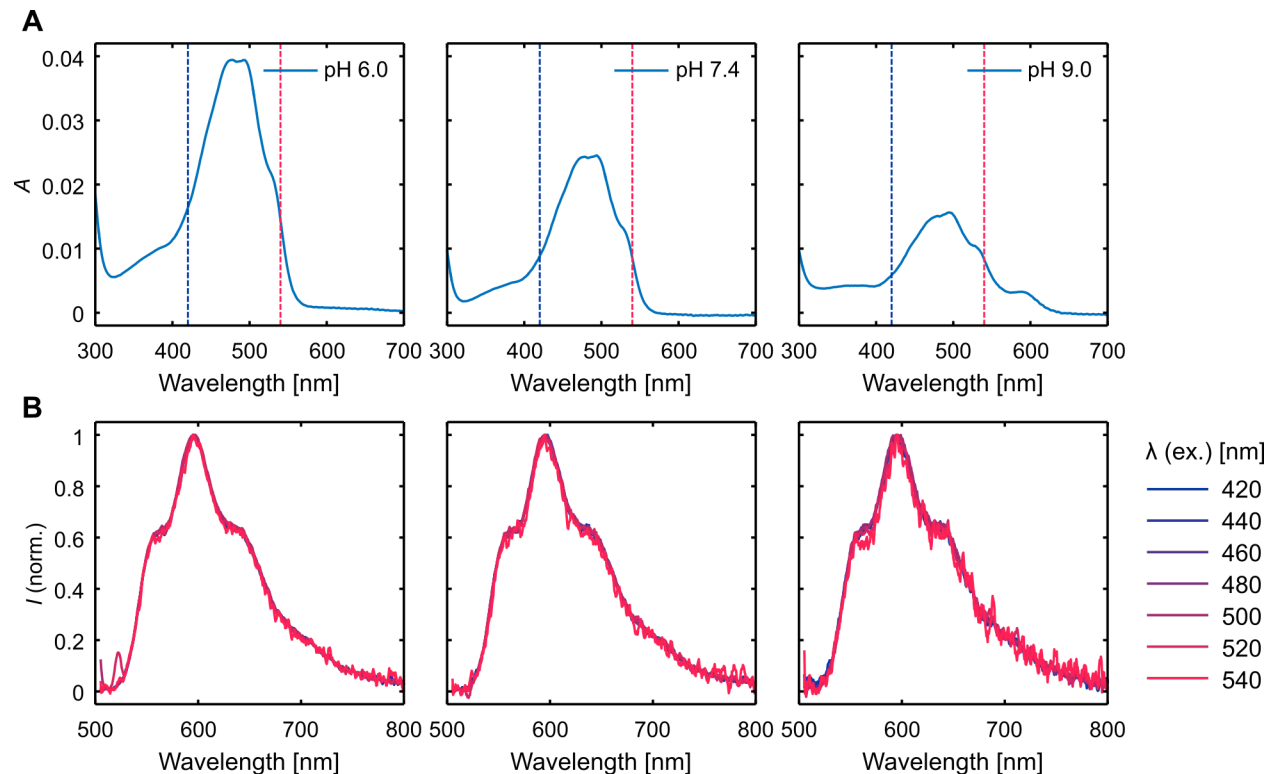 A
pH 6.0
pH 7.4
pH 9.0
0.04
0.03
0.02
0.01
0
A
300 400 500 600 700
300 400 500 600 700
300 400 500 600 700
Wavelength [nm]
Wavelength [nm]
Wavelength [nm]
B
1
0.8
0.6
0.4
0.2
0
I (norm.)
500 600 700 800
500 600 700 800
500 600 700 800
Wavelength [nm]
Wavelength [nm]
Wavelength [nm]
λ (ex.) [nm]
420
440
460
480
500
520
540